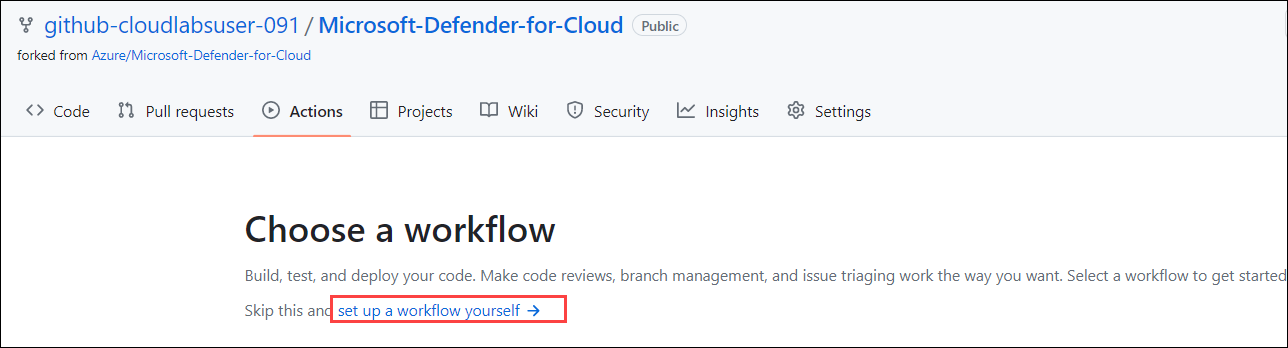 github-cloudlabsuser-091 / Microsoft-Defender-for-Cloud Public
forked from Azure/Microsoft-Defender-for-Cloud
Code Pull requests Actions Projects Wiki Security Insights Settings
Choose a workflow
Build, test, and deploy your code. Make code reviews, branch management, and issue triaging work the way you want. Select a workflow to get started
Skip this and set up a workflow yourself →